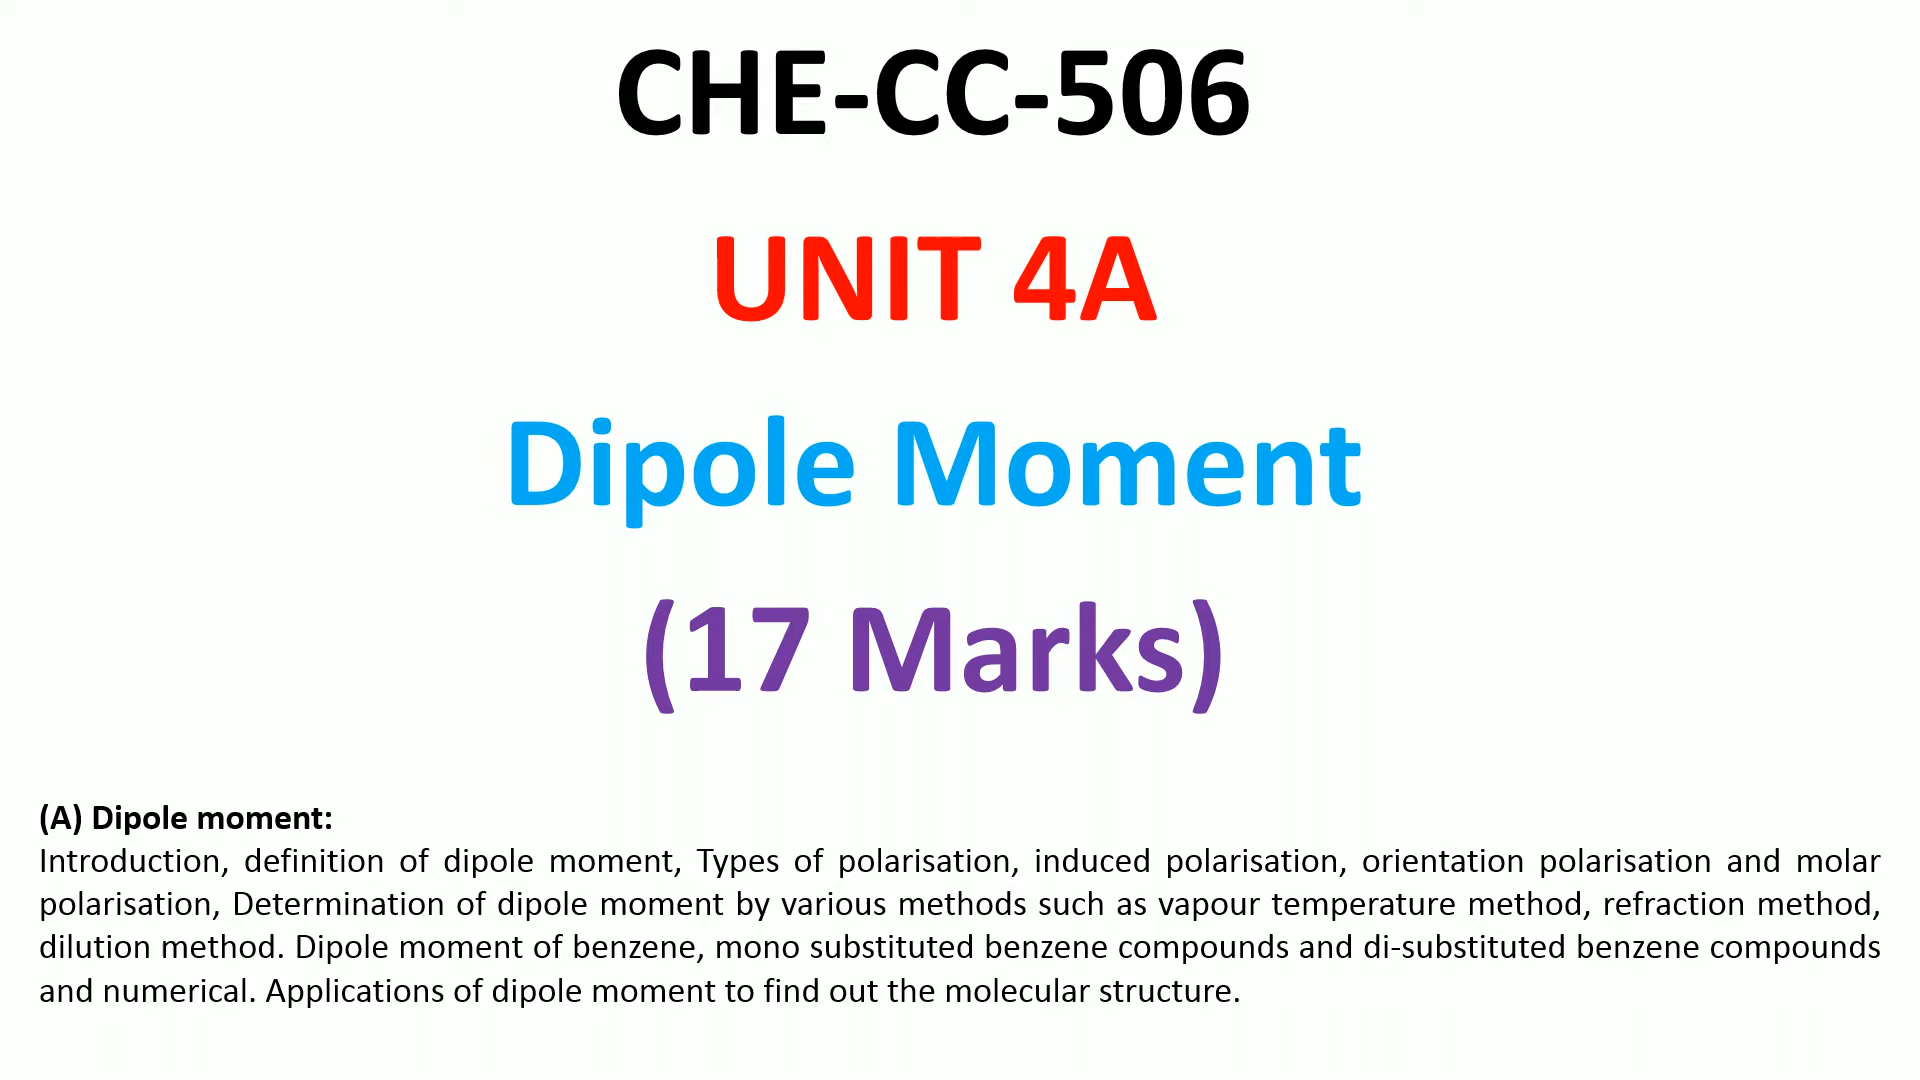 CHE-CC-506
UNIT 4A
Dipole Moment
(17 Marks)
(A) Dipole moment:
Introduction, definition of dipole moment, Types of polarisation, induced polarisation, orientation polarisation and molar
polarisation, Determination of dipole moment by various methods such as vapour temperature method, refraction method,
dilution method. Dipole moment of benzene, mono substituted benzene compounds and di-substituted benzene compounds
and numerical. Applications of dipole moment to find out the molecular structure.